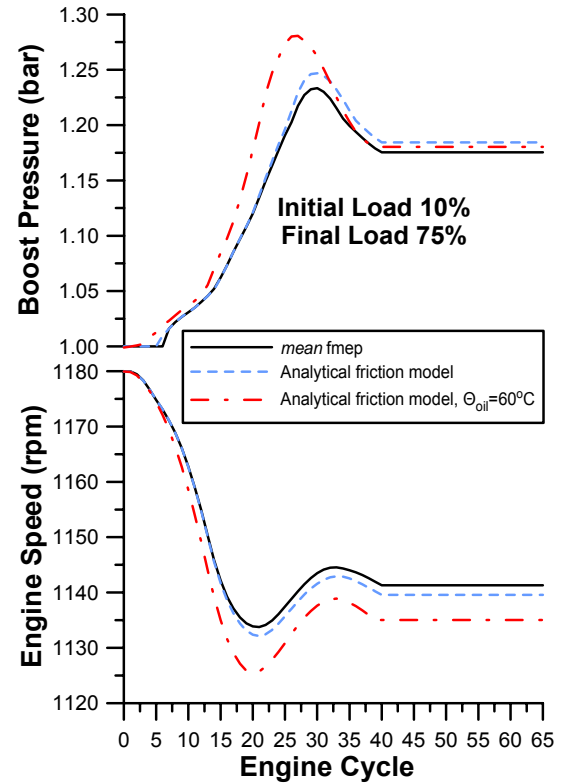 Boost Pressure (bar)
1.30
1.25
1.20
1.15
1.10
1.05
1.00
Initial Load 10%
Final Load 75%
mean fmep
Analytical friction model
Analytical friction model, Θoil=60°C
Engine Speed (rpm)
1180
1170
1160
1150
1140
1130
1120
0 5 10 15 20 25 30 35 40 45 50 55 60 65
Engine Cycle